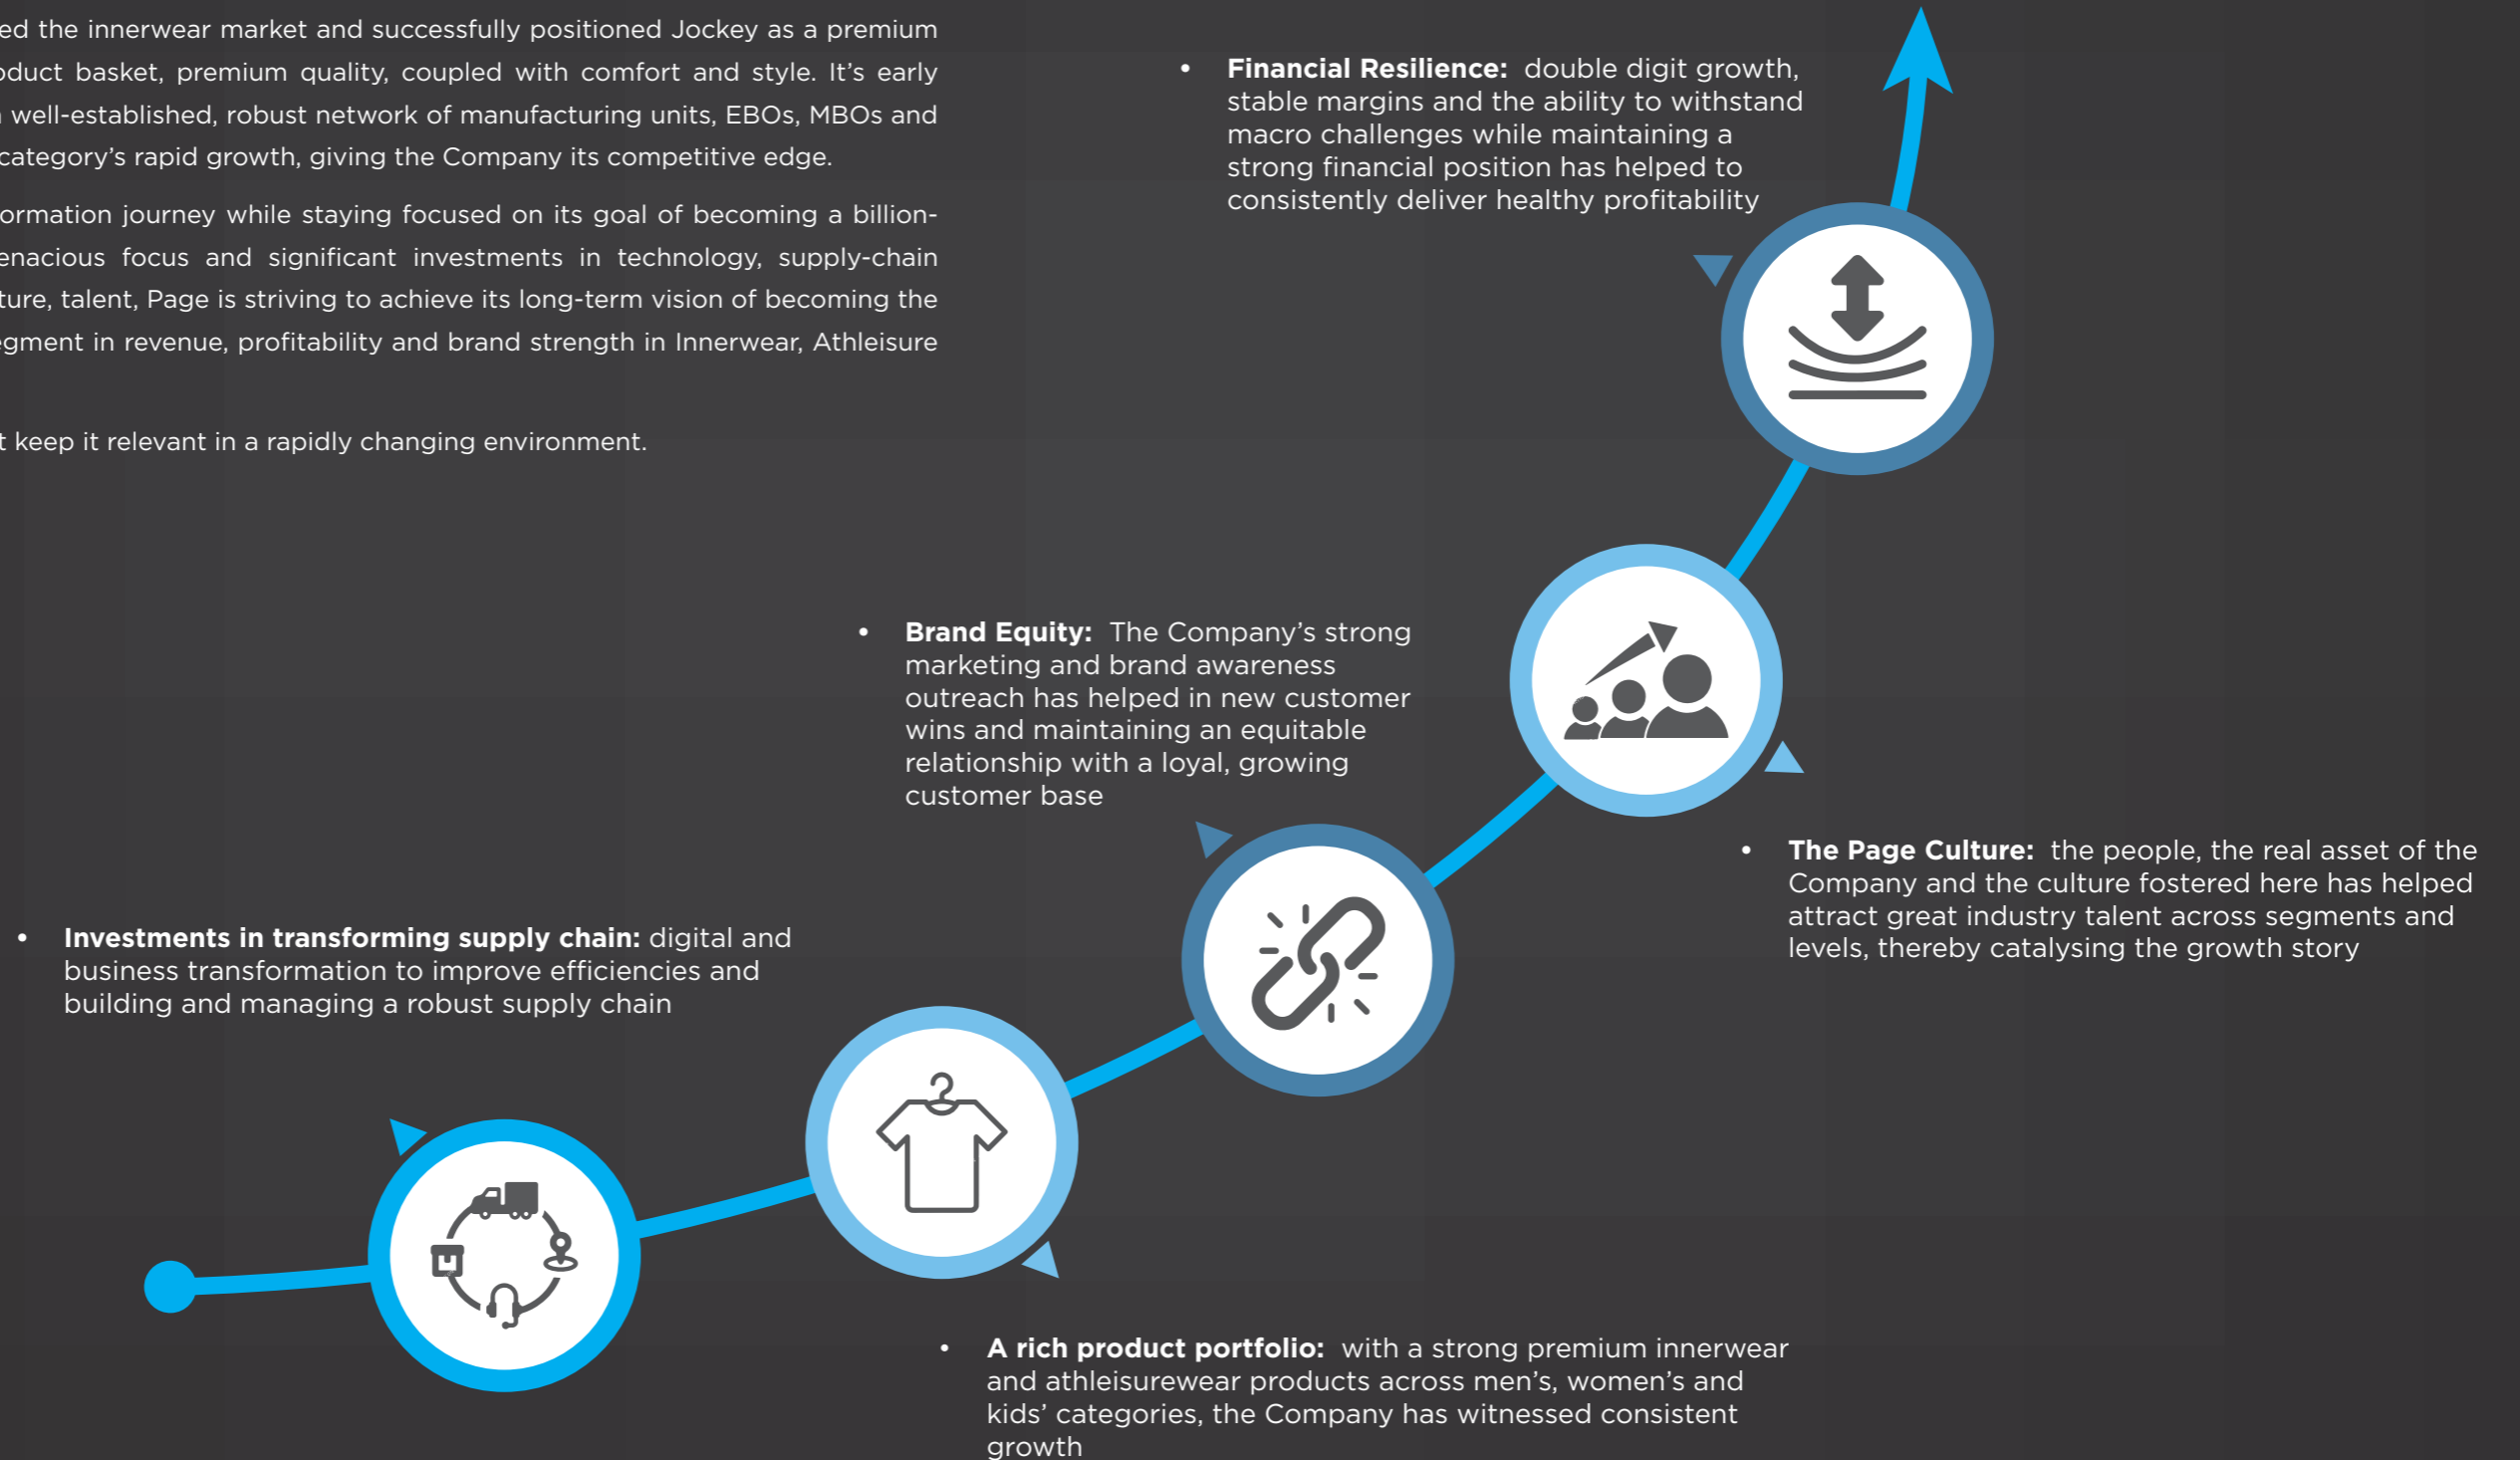 ed the innerwear market and successfully positioned Jockey as a premium
oduct basket, premium quality, coupled with comfort and style. It's early
well-established, robust network of manufacturing units, EBOs, MBOs and
category's rapid growth, giving the Company its competitive edge.
ormation journey while staying focused on its goal of becoming a billion-
enacious focus and significant investments in technology, supply-chain
ture, talent, Page is striving to achieve its long-term vision of becoming the
egment in revenue, profitability and brand strength in Innerwear, Athleisure
t keep it relevant in a rapidly changing environment.
• Financial Resilience: double digit growth,
stable margins and the ability to withstand
macro challenges while maintaining a
strong financial position has helped to
consistently deliver healthy profitability
• Brand Equity: The Company's strong
marketing and brand awareness
outreach has helped in new customer
wins and maintaining an equitable
relationship with a loyal, growing
customer base
• The Page Culture: the people, the real asset of the
Company and the culture fostered here has helped
attract great industry talent across segments and
levels, thereby catalysing the growth story
• Investments in transforming supply chain: digital and
business transformation to improve efficiencies and
building and managing a robust supply chain
• A rich product portfolio: with a strong premium innerwear
and athleisurewear products across men's, women's and
kids' categories, the Company has witnessed consistent
growth